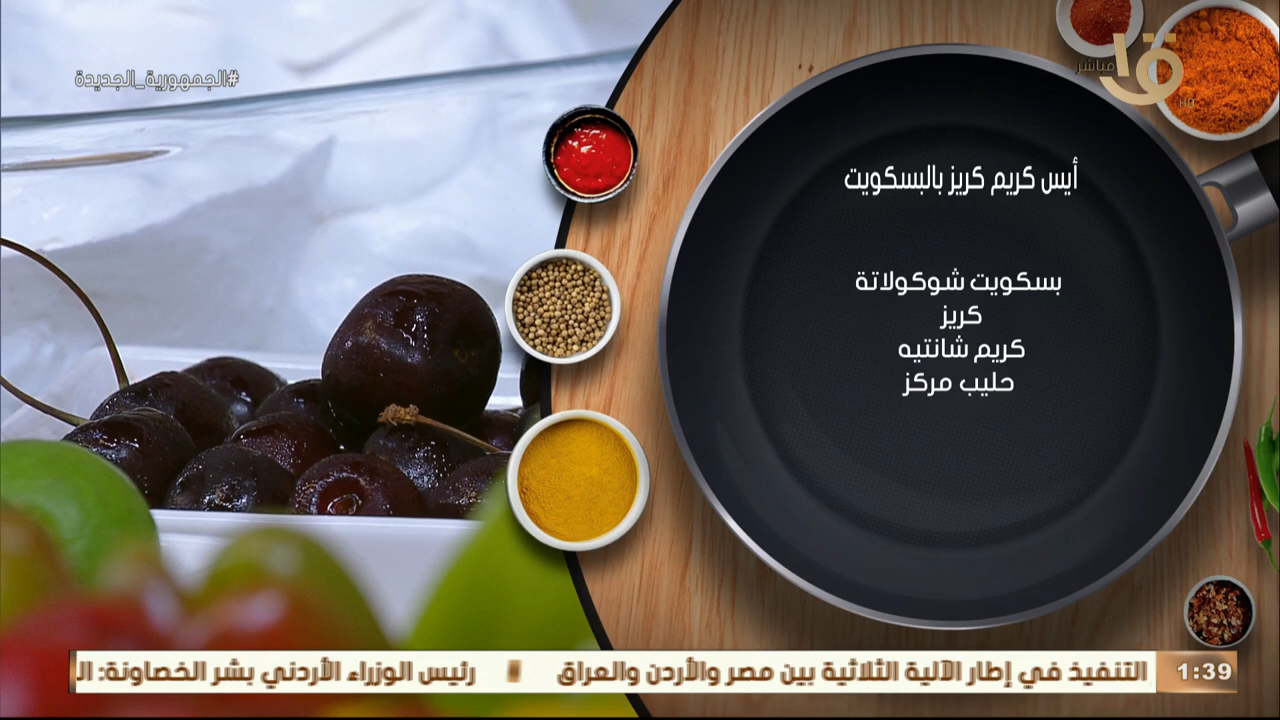 #الجمهورية_الجديدة
مباشر
HD
أيس كريم كريز بالبسكويت
بسكويت شوكولاتة
كريز
كريم شانتيه
حليب مركز
1:39
التنفيذ في إطار الآلية الثلاثية بين مصر والأردن والعراق
رئيس الوزراء الأردني بشر الخصاونة: ال